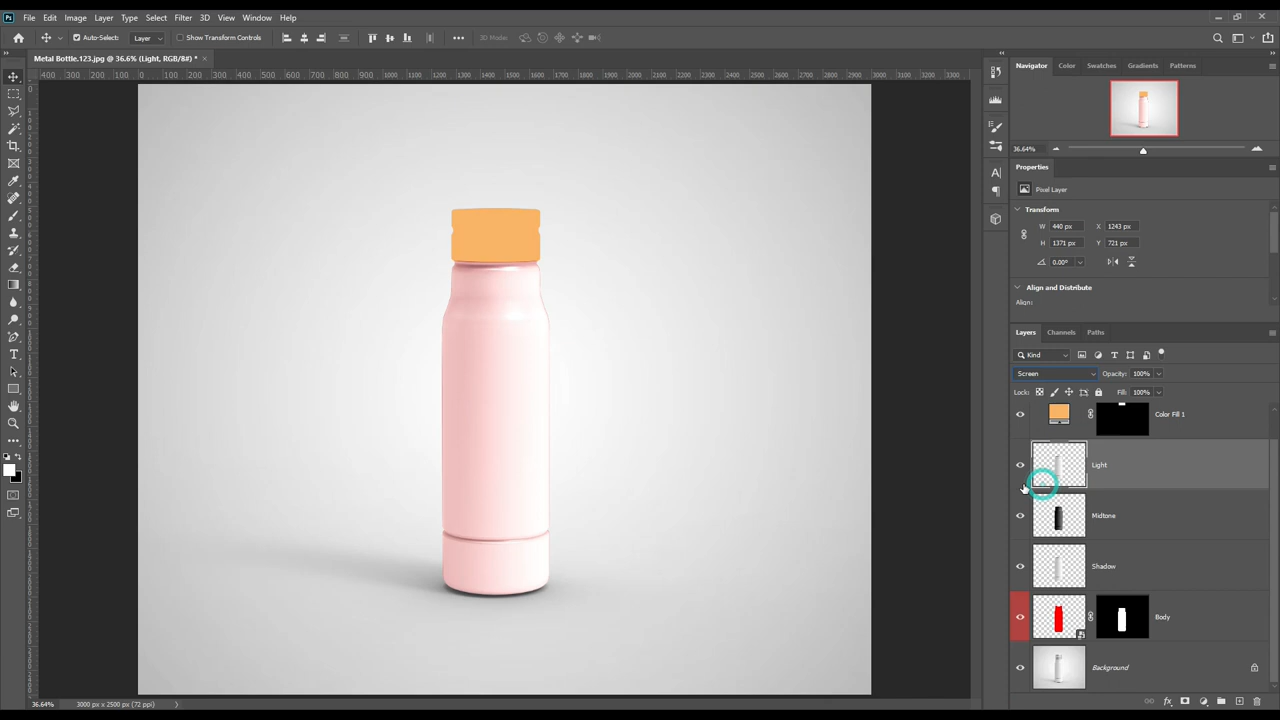 File Edit Image Layer Type Select Filter 3D View Window Help
Auto-Select: Layer Show Transform Controls 3D Mode:
Metal Bottle.123.jpg @ 36.6% (Light, RGB/8#) *
Navigator Color Swatches Gradients Patterns
36.64%
Properties
Pixel Layer
Transform
W 440 px X 1243 px
H 1371 px Y 721 px
0.00°
Align and Distribute
Align:
Layers Channels Paths
Kind
Screen Opacity: 100%
Lock: Fill: 100%
Color Fill 1
Light
Midtone
Shadow
Body
Background
36.64% 3000 px x 2500 px (72 ppi)